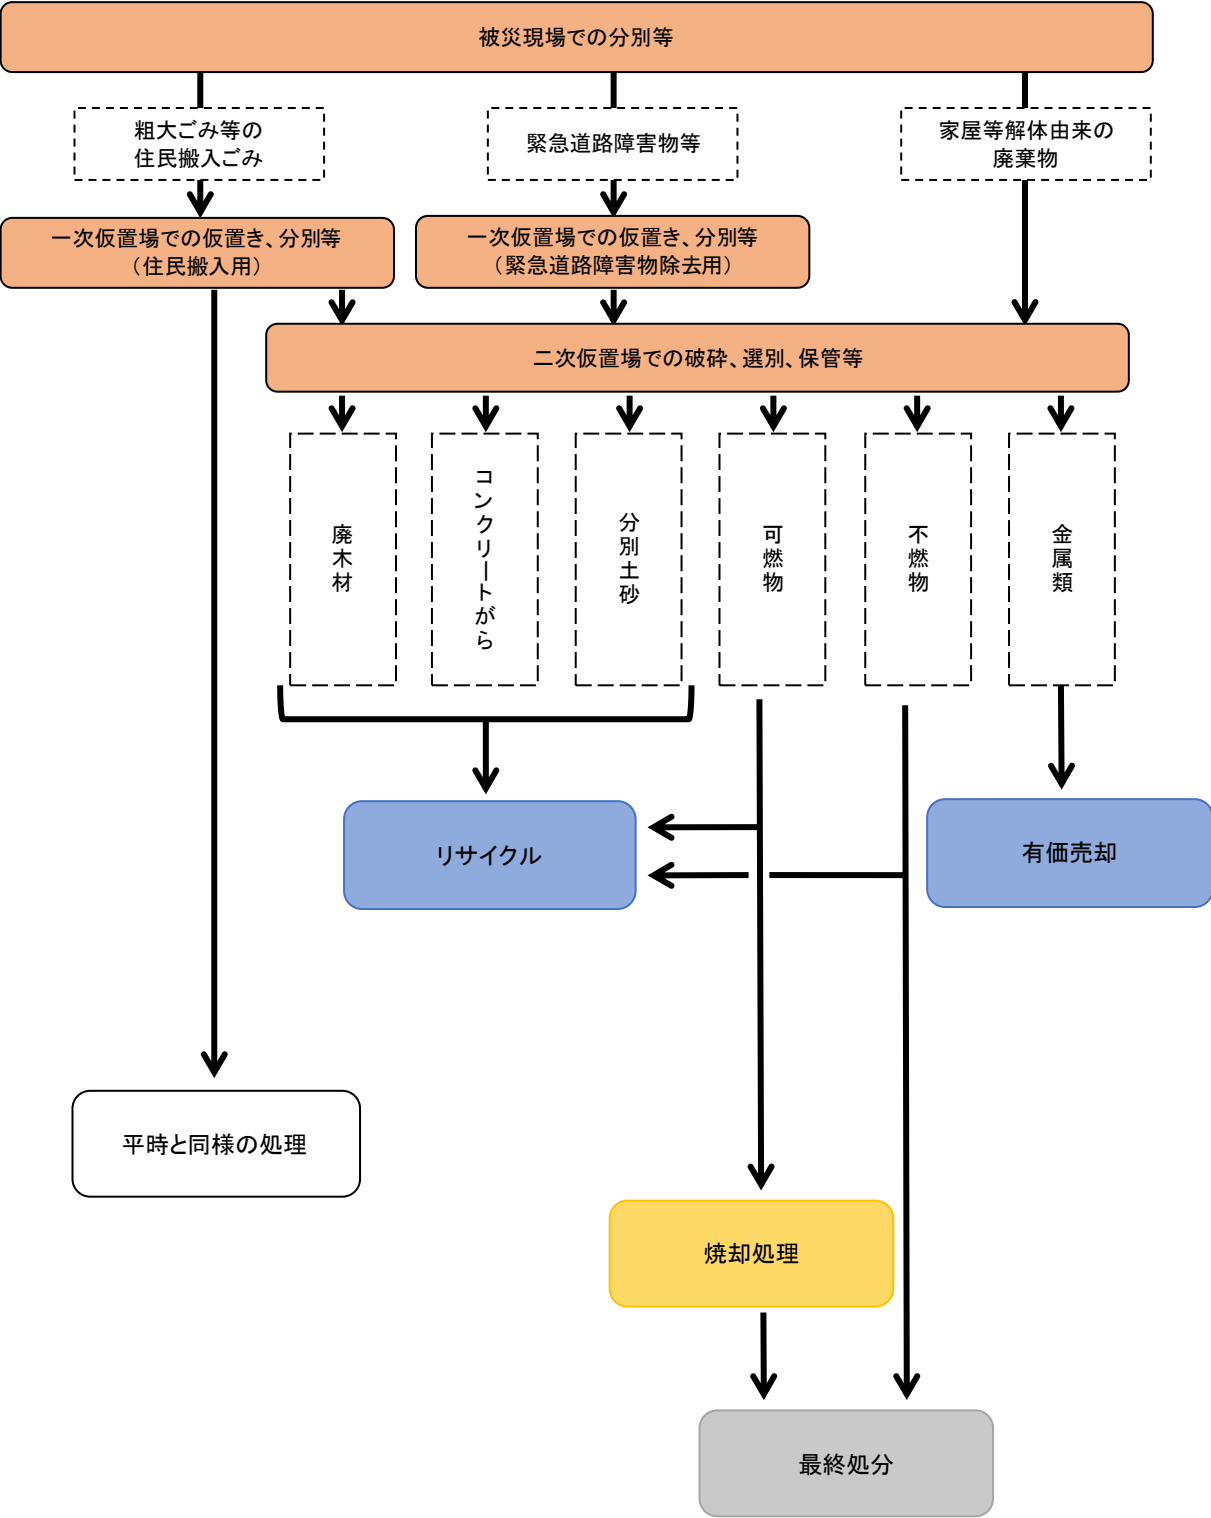 被災現場での分別等
粗大ごみ等の
住民搬入ごみ
緊急道路障害物等
家屋等解体由来の
廃棄物
一次仮置場での仮置き、分別等
（住民搬入用）
一次仮置場での仮置き、分別等
（緊急道路障害物除去用）
二次仮置場での破砕、選別、保管等
廃木材
コンクリートがら
分別土砂
可燃物
不燃物
金属類
リサイクル
有価売却
平時と同様の処理
焼却処理
最終処分